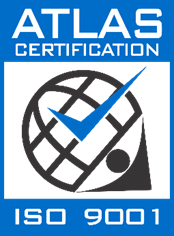 ATLAS
CERTIFICATION
ISO 9001